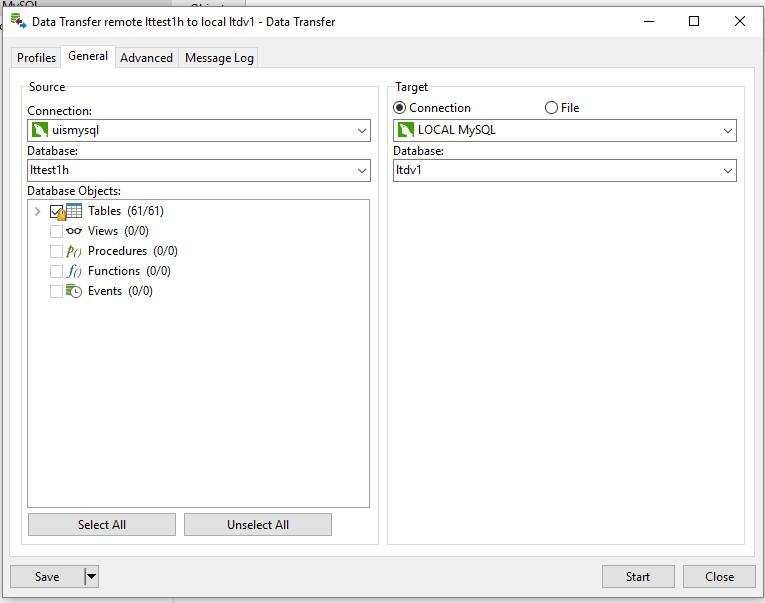 Data Transfer remote lttest1h to local ltdv1 - Data Transfer
Profiles General Advanced Message Log
Source
Connection:
uismysql
Database:
lttest1h
Database Objects:
Tables (61/61)
Views (0/0)
Procedures (0/0)
Functions (0/0)
Events (0/0)
Select All Unselect All
Target
Connection File
LOCAL MySQL
Database:
ltdv1
Save Start Close